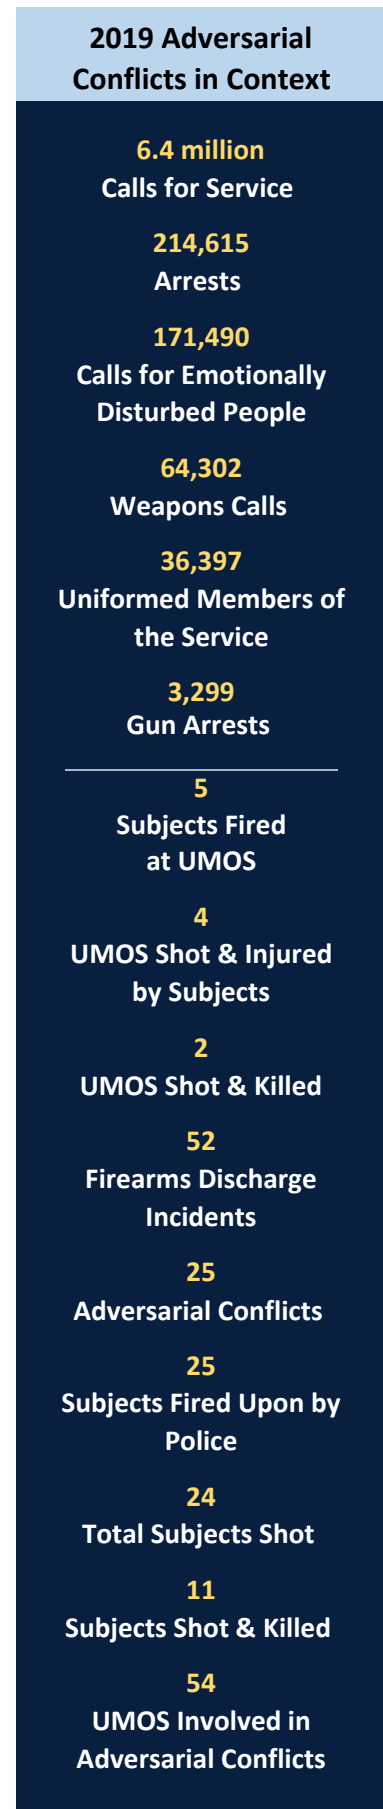 2019 Adversarial
Conflicts in Context
6.4 million
Calls for Service
214,615
Arrests
171,490
Calls for Emotionally
Disturbed People
64,302
Weapons Calls
36,397
Uniformed Members of
the Service
3,299
Gun Arrests
5
Subjects Fired
at UMOS
4
UMOS Shot & Injured
by Subjects
2
UMOS Shot & Killed
52
Firearms Discharge
Incidents
25
Adversarial Conflicts
25
Subjects Fired Upon by
Police
24
Total Subjects Shot
11
Subjects Shot & Killed
54
UMOS Involved in
Adversarial Conflicts